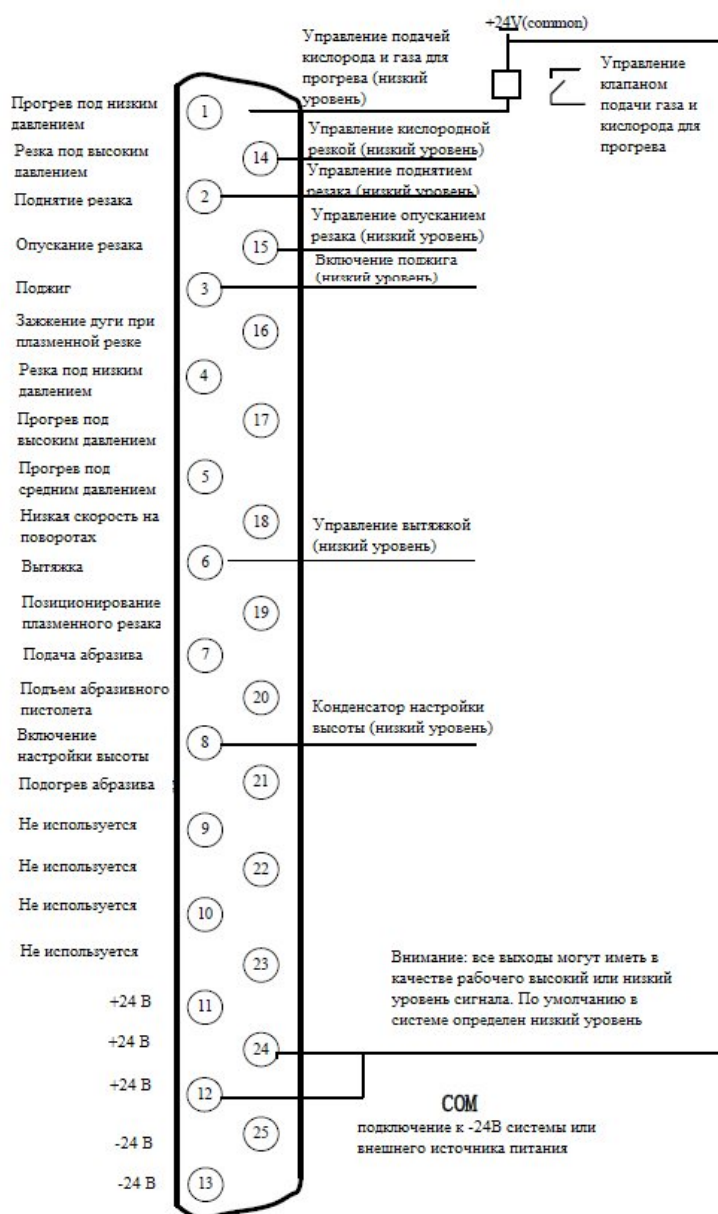 +24V(common)
Управление подачей
кислорода и газа для
прогрева (низкий
уровень)
Управление
клапаном
подачи газа и
кислорода для
прогрева
Прогрев под низким
давлением
1
Резка под высоким
давлением
14
Управление кислородной
резкой (низкий уровень)
Поднятие резака
2
Управление поднятием
резака (низкий уровень)
Опускание резака
15
Управление опусканием
резака (низкий уровень)
Поджиг
3
Включение поджига
(низкий уровень)
Зажжение дуги при
плазменной резке
16
Резка под низким
давлением
4
Прогрев под
высоким давлением
17
Прогрев под
средним давлением
5
Низкая скорость на
поворотах
18
Вытяжка
6
Управление вытяжкой
(низкий уровень)
Позиционирование
плазменного резака
19
Подача абразива
7
Подъем абразивного
пистолета
20
Включение
настройки высоты
8
Конденсатор настройки
высоты (низкий уровень)
Подогрев абразива
21
Не используется
9
Не используется
22
Не используется
10
Не используется
23
+24 В
11
+24 В
24
+24 В
12
-24 В
25
-24 В
13
Внимание: все выходы могут иметь в
качестве рабочего высокий или низкий
уровень сигнала. По умолчанию в
системе определен низкий уровень
COM
подключение к -24В системы или
внешнего источника питания